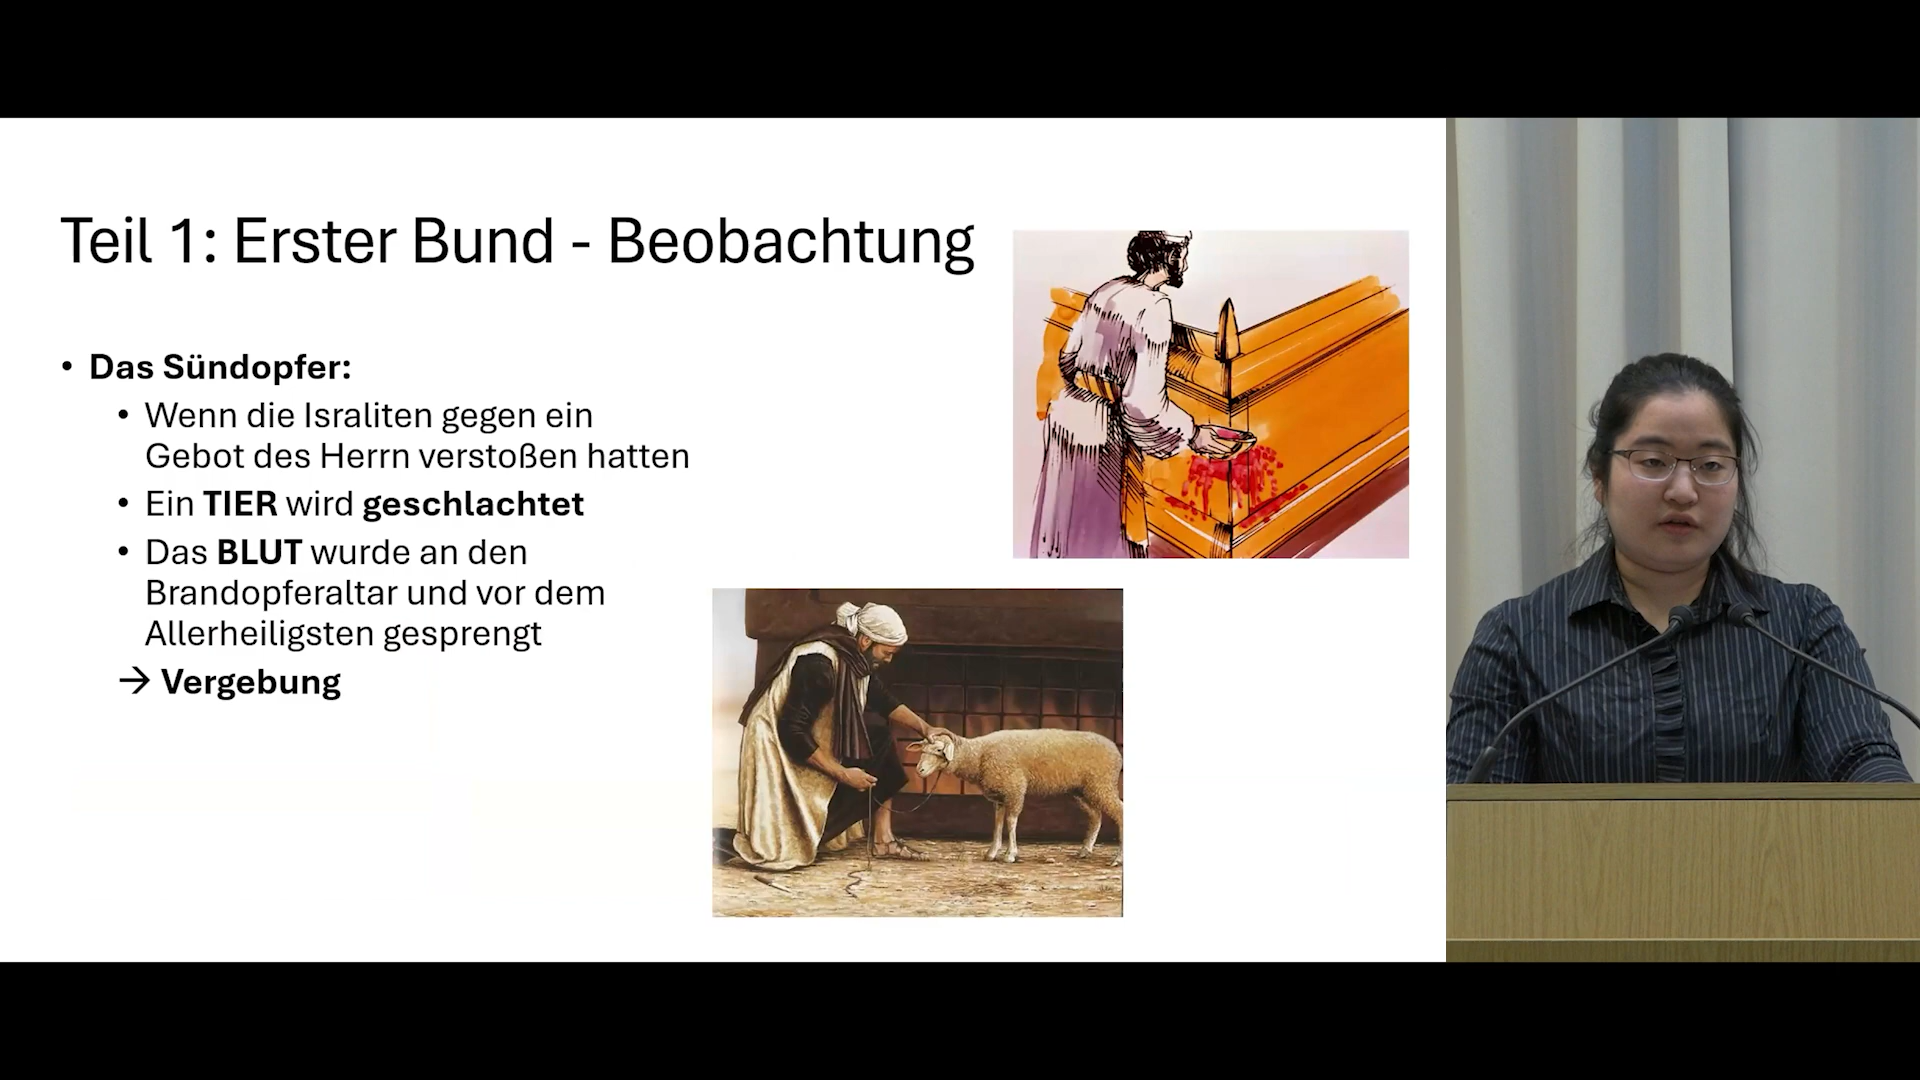 Teil 1: Erster Bund - Beobachtung
• Das Sündopfer:
• Wenn die Israliten gegen ein
Gebot des Herrn verstoßen hatten
• Ein TIER wird geschlachtet
• Das BLUT wurde an den
Brandopferaltar und vor dem
Allerheiligsten gesprengt
→ Vergebung